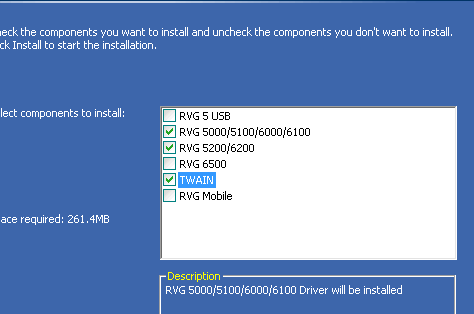 heck the components you want to install and uncheck the components you don't want to install.
ck Install to start the installation.
lect components to install:
RVG 5 USB
RVG 5000/5100/6000/6100
RVG 5200/6200
RVG 6500
TWAIN
RVG Mobile
ace required: 261.4MB
Description
RVG 5000/5100/6000/6100 Driver will be installed